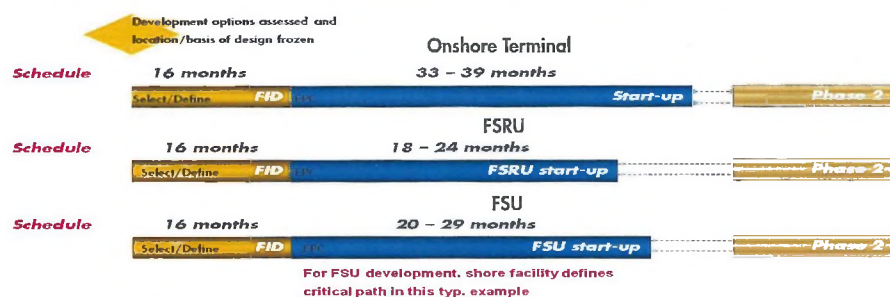 Development options assessed and
location/basis of design frozen
Onshore Terminal
Schedule 16 months 33 – 39 months
Select/Define FID EPC Start-up Phase 2
FSRU
Schedule 16 months 18 – 24 months
Select/Define FID EPC FSRU start-up Phase 2
FSU
Schedule 16 months 20 – 29 months
Select/Define FID EPC FSU start-up Phase 2
For FSU development, shore facility defines
critical path in this typ. example